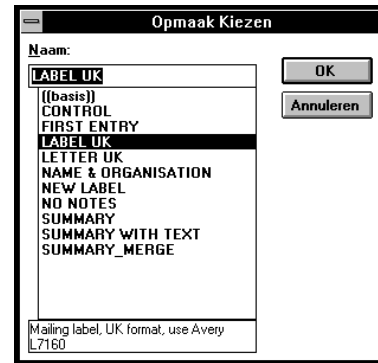 Opmaak Kiezen
Naam:
LABEL UK
OK
Annuleren
((basis))
CONTROL
FIRST ENTRY
LABEL UK
LETTER UK
NAME & ORGANISATION
NEW LABEL
NO NOTES
SUMMARY
SUMMARY WITH TEXT
SUMMARY_MERGE
Mailing label, UK format, use Avery
L7160